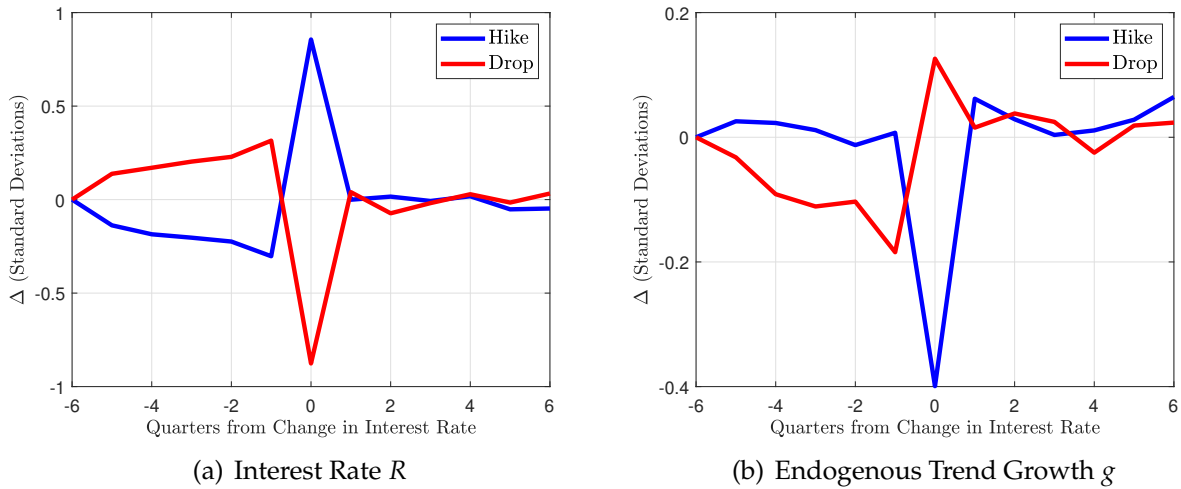 Hike
Drop
1
0.5
0
-0.5
-1
Δ (Standard Deviations)
-6
-4
-2
0
2
4
6
Quarters from Change in Interest Rate
(a) Interest Rate R
Hike
Drop
0.2
0
-0.2
-0.4
Δ (Standard Deviations)
-6
-4
-2
0
2
4
6
Quarters from Change in Interest Rate
(b) Endogenous Trend Growth g